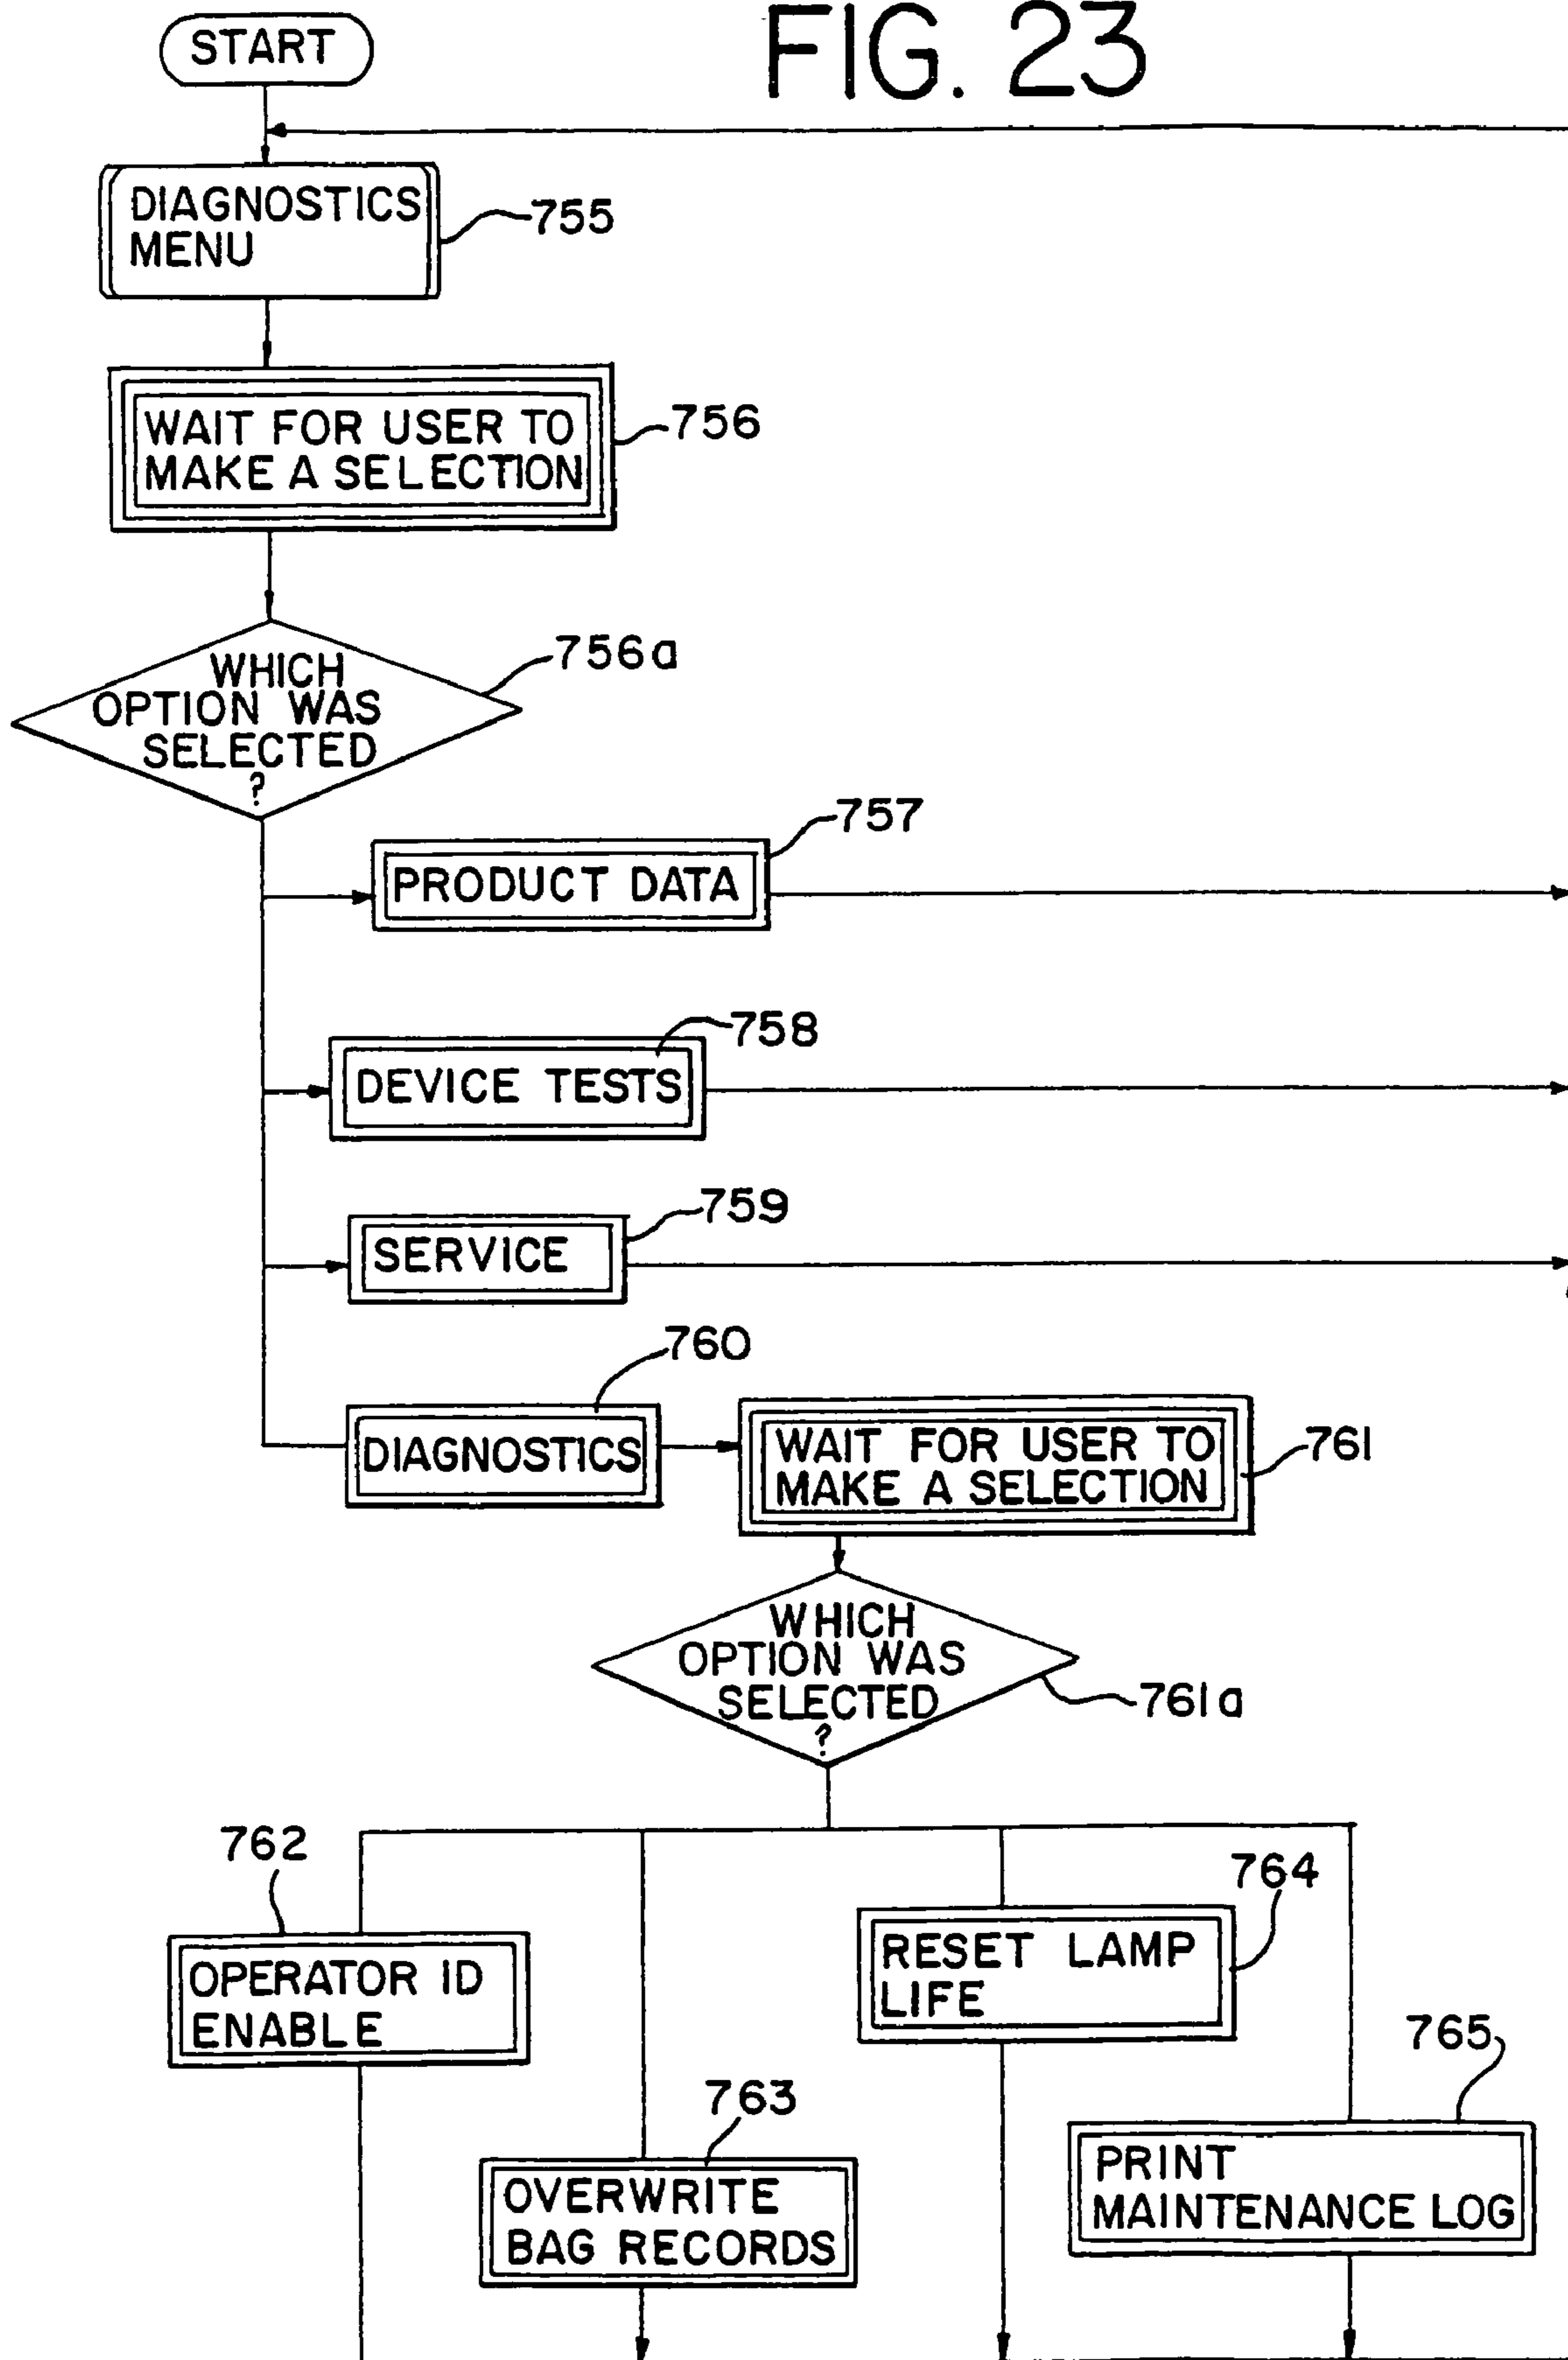 FIG. 23
START
DIAGNOSTICS
MENU
755
WAIT FOR USER TO
MAKE A SELECTION
756
WHICH
OPTION WAS
SELECTED
?
756a
PRODUCT DATA
757
DEVICE TESTS
758
SERVICE
759
DIAGNOSTICS
760
WAIT FOR USER TO
MAKE A SELECTION
761
WHICH
OPTION WAS
SELECTED
?
761a
762
OPERATOR ID
ENABLE
763
OVERWRITE
BAG RECORDS
764
RESET LAMP
LIFE
765
PRINT
MAINTENANCE LOG